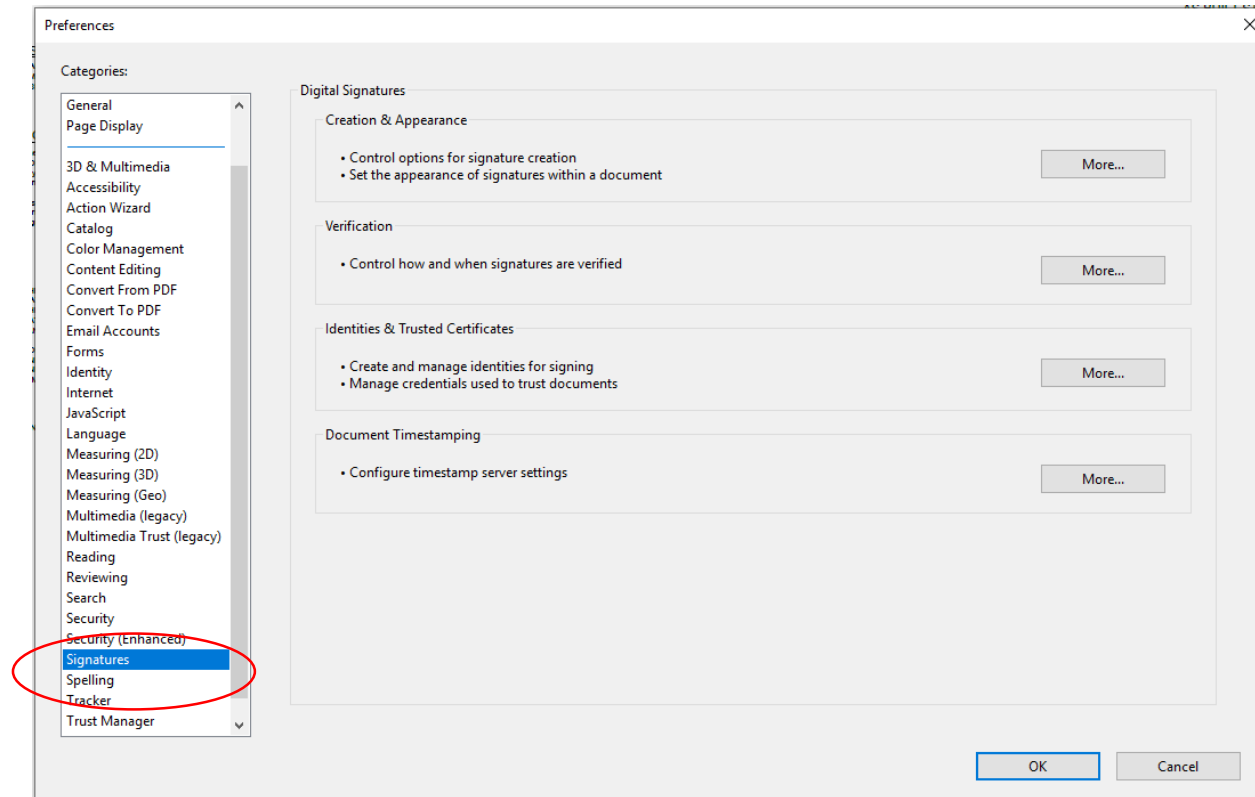 Preferences
Categories:
General
Page Display
3D & Multimedia
Accessibility
Action Wizard
Catalog
Color Management
Content Editing
Convert From PDF
Convert To PDF
Email Accounts
Forms
Identity
Internet
JavaScript
Language
Measuring (2D)
Measuring (3D)
Measuring (Geo)
Multimedia (legacy)
Multimedia Trust (legacy)
Reading
Reviewing
Search
Security
Security (Enhanced)
Signatures
Spelling
Tracker
Trust Manager
Digital Signatures
Creation & Appearance
• Control options for signature creation
• Set the appearance of signatures within a document
More...
Verification
• Control how and when signatures are verified
More...
Identities & Trusted Certificates
• Create and manage identities for signing
• Manage credentials used to trust documents
More...
Document Timestamping
• Configure timestamp server settings
More...
OK Cancel